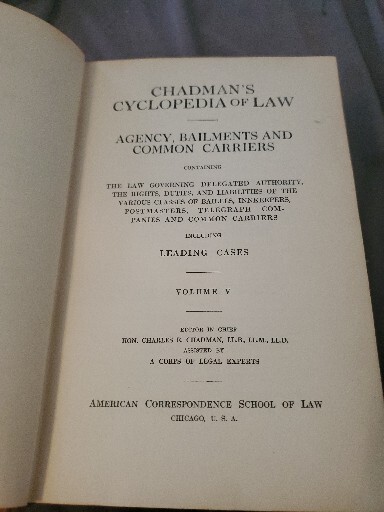 CHADMAN'S
CYCLOPEDIA OF LAW
AGENCY, BAILMENTS AND
COMMON CARRIERS
CONTAINING
THE LAW GOVERNING DELEGATED AUTHORITY,
THE RIGHTS, DUTIES, AND LIABILITIES OF THE
VARIOUS CLASSES OF BAILEES, INNKEEPERS,
POSTMASTERS, TELEGRAPH COM-
PANIES AND COMMON CARRIERS
INCLUDING
LEADING CASES
VOLUME V
EDITOR IN CHIEF
HON. CHARLES E. CHADMAN, LL.B., LL.M., LL.D.
ASSISTED BY
A CORPS OF LEGAL EXPERTS
AMERICAN CORRESPONDENCE SCHOOL OF LAW
CHICAGO, U. S. A.